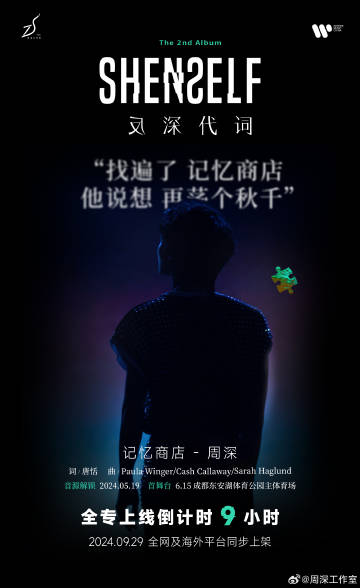 The 2nd Album
SHENSELF
反深代词
“找遍了 记忆商店
他说想 再荡个秋千”
记忆商店 - 周深
词 / 唐恬 曲 / Paula Winger/Cash Callaway/Sarah Haglund
音源解锁 2024.05.19 首舞台 6.15 成都东安湖体育公园主体育场
全专上线倒计时 9 小时
2024.09.29 全网及海外平台同步上架
@周深工作室